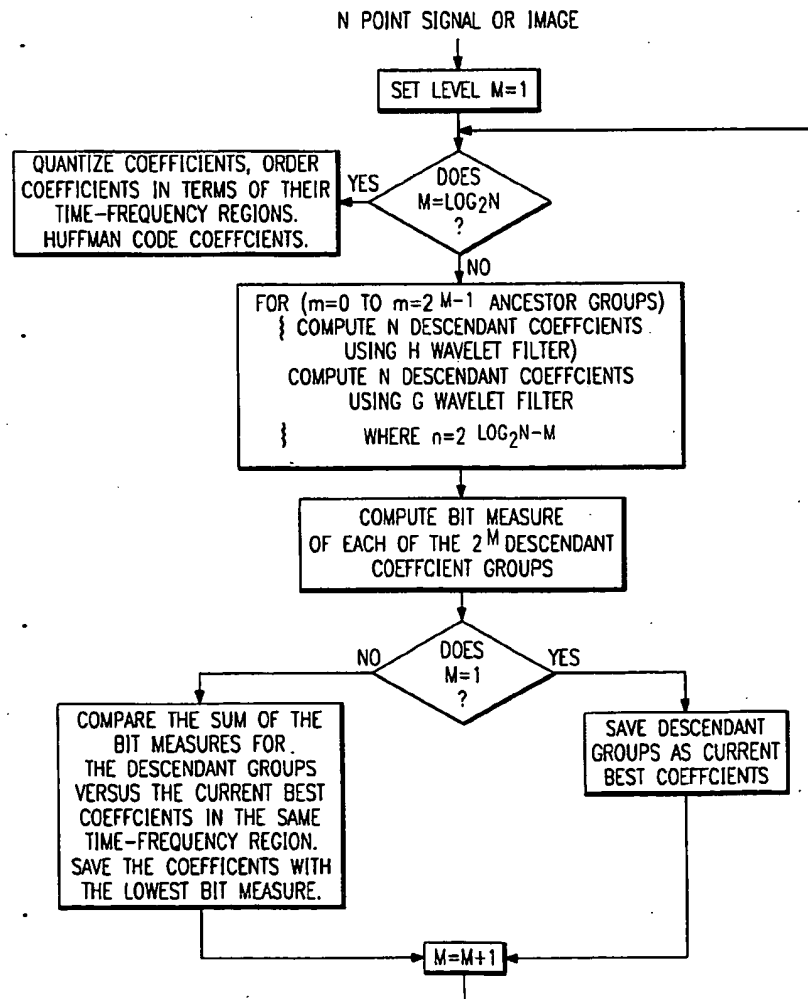 N POINT SIGNAL OR IMAGE
SET LEVEL M=1
DOES
M=LOG₂N
?
YES
QUANTIZE COEFFICIENTS, ORDER
COEFFICIENTS IN TERMS OF THEIR
TIME-FREQUENCY REGIONS.
HUFFMAN CODE COEFFCIENTS.
NO
FOR (m=0 TO m=2 M-1 ANCESTOR GROUPS)
{ COMPUTE N DESCENDANT COEFFCIENTS
USING H WAVELET FILTER)
COMPUTE N DESCENDANT COEFFCIENTS
USING G WAVELET FILTER
} WHERE n=2 LOG₂N-M
COMPUTE BIT MEASURE
OF EACH OF THE 2 M DESCENDANT
COEFFCIENT GROUPS
DOES
M=1
?
NO
YES
COMPARE THE SUM OF THE
BIT MEASURES FOR.
THE DESCENDANT GROUPS
VERSUS THE CURRENT BEST
COEFFCIENTS IN THE SAME
TIME-FREQUENCY REGION.
SAVE THE COEFFICENTS WITH
THE LOWEST BIT MEASURE.
SAVE DESCENDANT
GROUPS AS CURRENT
BEST COEFFCIENTS
M=M+1